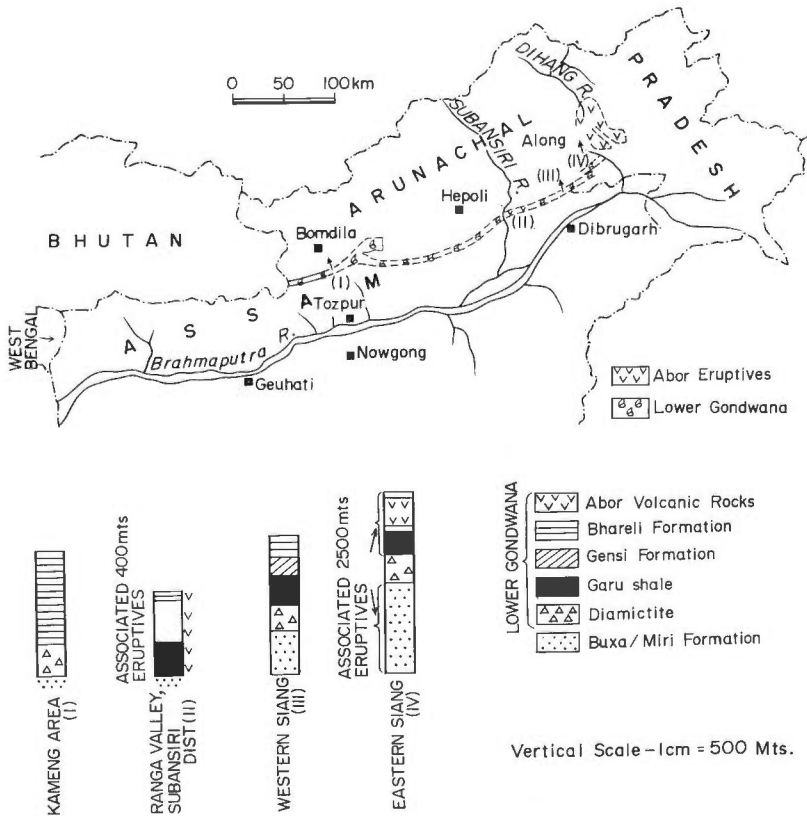 DIHANG R.
PRADESH
0 50 100km
SUBANSIRI R.
Along
ARUNACHAL
(IV)
(III)
Hepoli
(II)
BHUTAN
Bomdila
Dibrugarh
(I)
ASSAM
Tozpur
WEST
BENGAL
Brahmaputra R.
Nowgong
Geuhati
Abor Eruptives
Lower Gondwana
ASSOCIATED 400mts
ERUPTIVES
ASSOCIATED 2500mts
ERUPTIVES
LOWER GONDWANA
Abor Volcanic Rocks
Bhareli Formation
Gensi Formation
Garu shale
Diamictite
Buxa/Miri Formation
KAMENG AREA
(I)
RANGA VALLEY,
SUBANSIRI
DIST (II)
WESTERN SIANG
(III)
EASTERN SIANG
(IV)
Vertical Scale-1cm = 500 Mts.